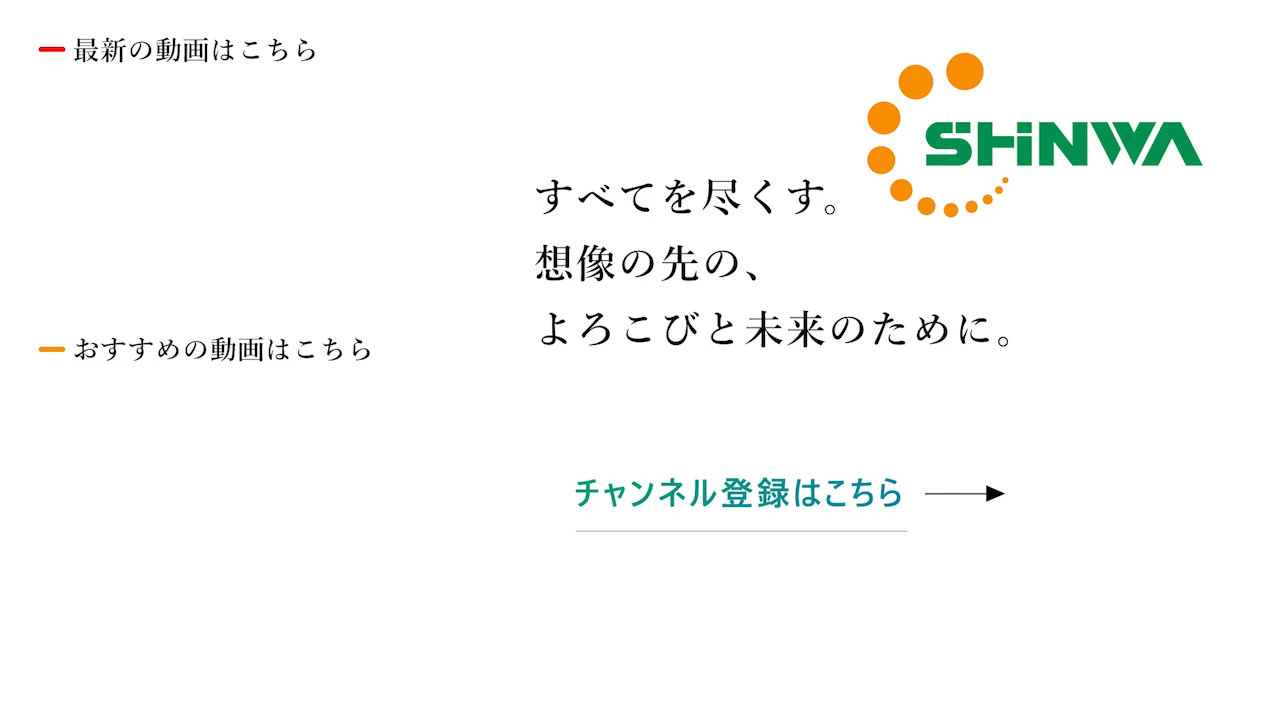 最新の動画はこちら
SHiNWA
すべてを尽くす。
想像の先の、
よろこびと未来のために。
おすすめの動画はこちら
チャンネル登録はこちら